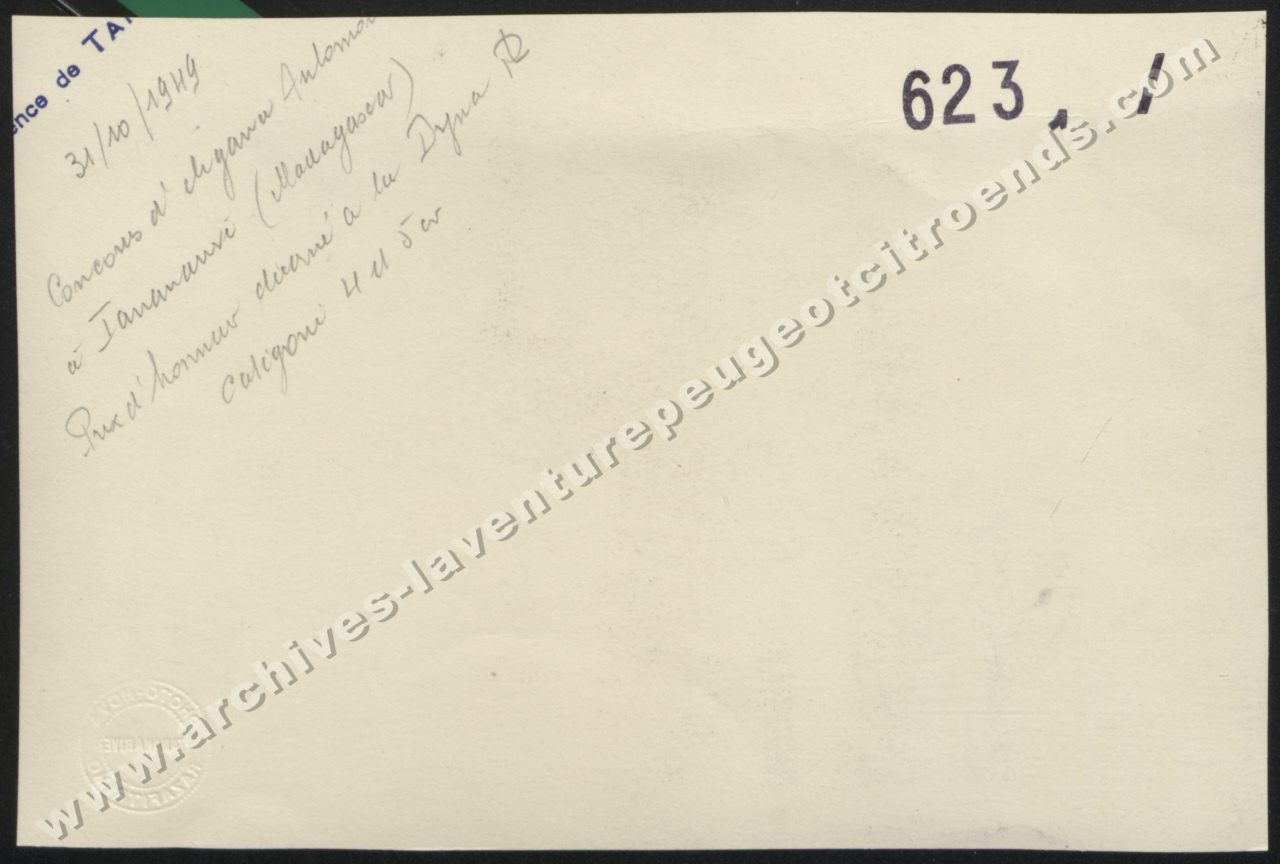 ence de TA
31/10/1949
Concours d'élégance Automo
à Tananarive (Madagascar)
Prix d'honneur décerné à la Dyna
Catégorie 4 et 5 cv
623. /
www.archives-laventurepeugeotcitroends.com